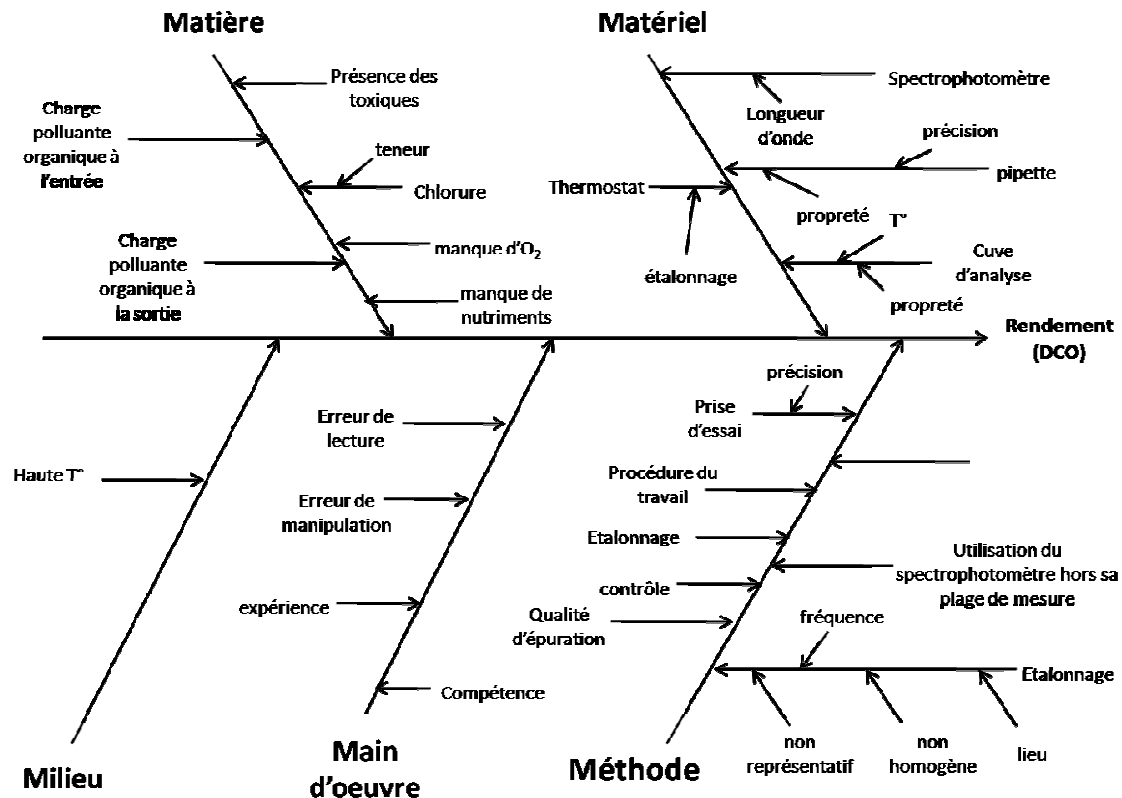 Matière
Matériel
Présence des
toxiques
Spectrophotomètre
Charge
polluante
organique à
l'entrée
Longueur
d'onde
précision
teneur
Chlorure
Thermostat
pipette
propreté
T°
Charge
polluante
organique à
la sortie
manque d'O₂
étalonnage
Cuve
d'analyse
manque de
nutriments
propreté
Rendement
(DCO)
précision
Prise
d'essai
Erreur de
lecture
Haute T°
Procédure du
travail
Erreur de
manipulation
Etalonnage
Utilisation du
spectrophotomètre hors sa
plage de mesure
contrôle
expérience
Qualité
d'épuration
fréquence
Etalonnage
Compétence
non
représentatif
non
homogène
lieu
Milieu
Main
d'oeuvre
Méthode